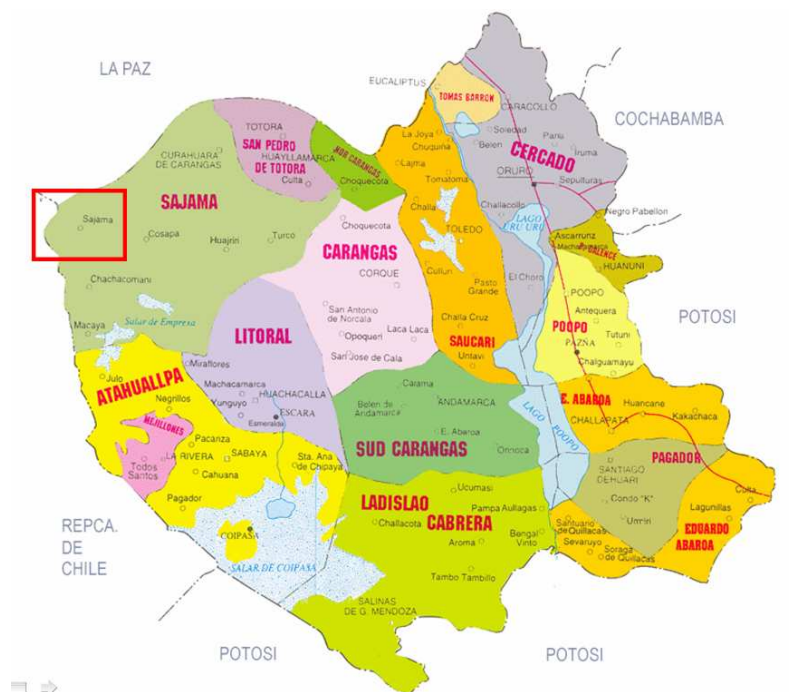 LA PAZ
COCHABAMBA
EUCALIPTUS
TOMAS BARRON
CARACOLLO
TOTORA
SAN PEDRO
DE TOTORA
HUAYLLAMARCA
Culta
NOR CARANGAS
Choquecota
CURAHUARA
DE CARANGAS
SAJAMA
Sajama
Cosapa
Huajriri
Turco
Chachacomani
Macaya
Salar de Empresa
La Joya
Chuquina
Lajma
Tomatoma
Challa
TOLEDO
Cullun
Pasto
Grande
Challa Cruz
SAUCARI
Untavi
Soledad
Belen
Paria
Iruma
CERCADO
ORURO
Sepulturas
Challacollo
LAGO
URU URU
El Choro
Negro Pabellon
Ascarrunz
HUANUNI
Choquecota
CARANGAS
CORQUE
San Antonio
de Norcala
Opoqueri
Laca Laca
San Jose de Cala
LITORAL
Miraflores
Machacamarca
HUACHACALLA
Yunguyo
ESCARA
Esmeralda
POOPO
Antequera
POOPO
PAZÑA
Tutuni
Chalguamayu
POTOSI
ATAHUALLPA
Julo
Negrillos
MEJILLONES
Todos
Santos
LA RIVERA
Pacanza
SABAYA
Cahuana
Sta. Ana
de Chipaya
Pagador
COIPASA
SALAR DE COIPASA
Carama
Belen de
Andamarca
ANDAMARCA
E. Abaroa
Orinoca
SUD CARANGAS
LAGO
POOPO
E. ABAROA
Huancane
CHALLAPATA
Kakachaca
PAGADOR
SANTIAGO
DEHUARI
Condo "K"
Umiri
Culta
Lagunillas
EDUARDO
ABAROA
Santuario
de Quillacas
Sevaruyo
Soraga
de Quillacas
LADISLAO
CABRERA
Ucumasi
Pampa Aullagas
Challacota
Aroma
Bengal
Vinto
Tambo Tambillo
SALINAS
DE G. MENDOZA
REPCA.
DE
CHILE
POTOSI
POTOSI